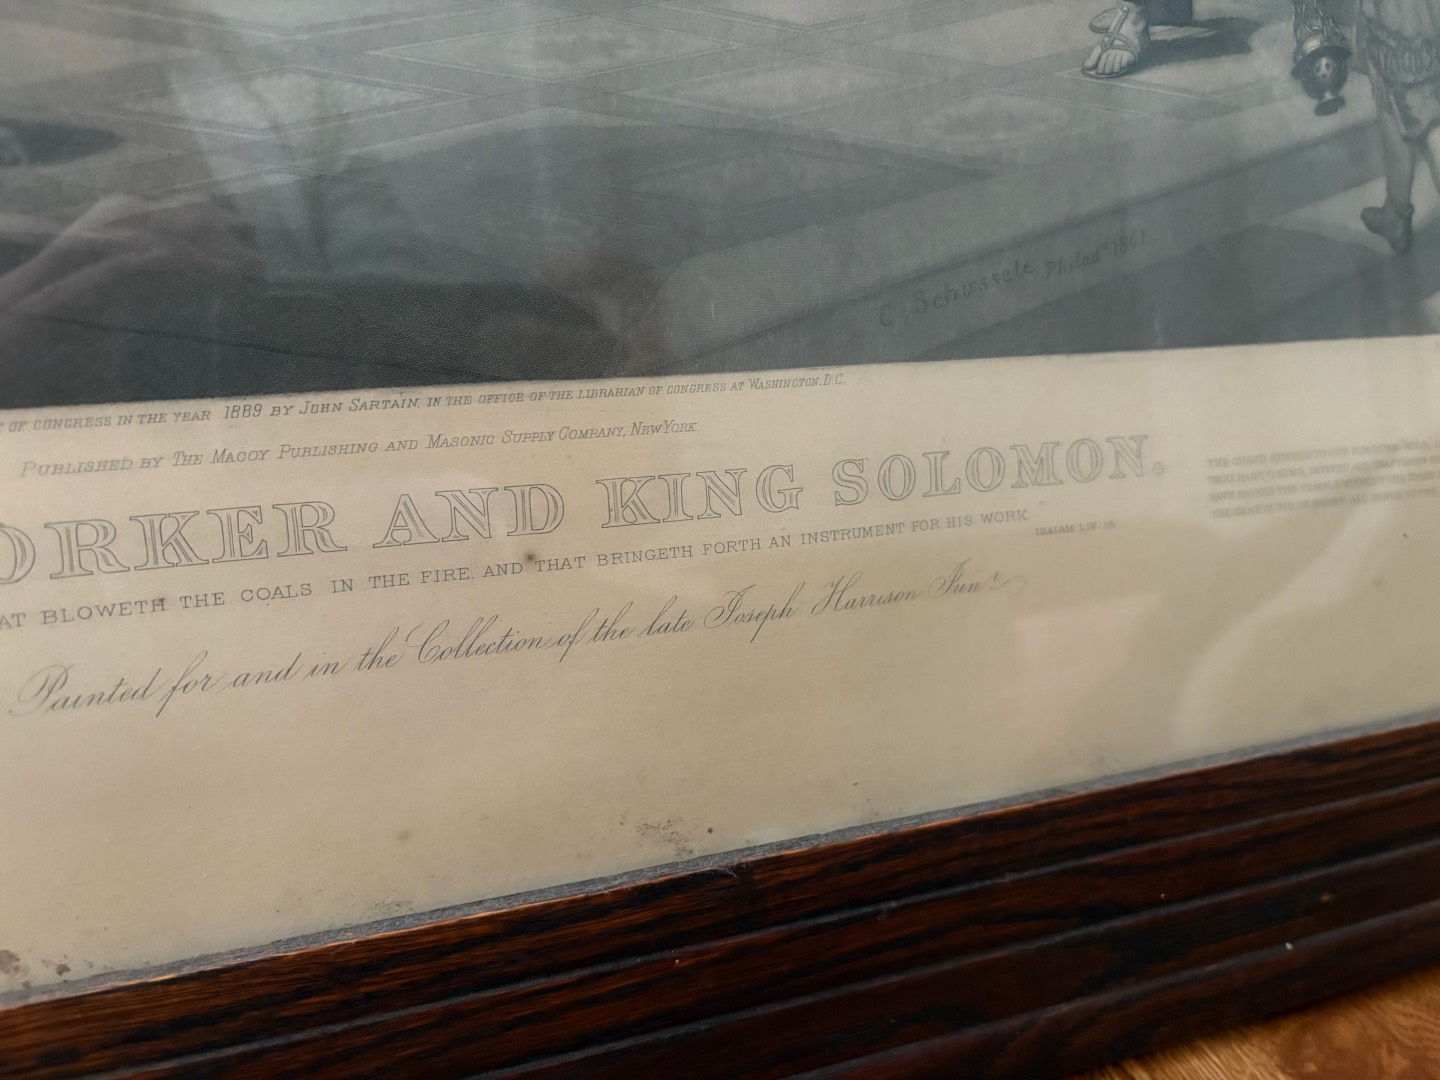 C. Schussele Philad.ª 186
OF CONGRESS IN THE YEAR 1889 BY JOHN SARTAIN, IN THE OFFICE OF THE LIBRARIAN OF CONGRESS AT WASHINGTON, D.C.
PUBLISHED BY THE MACOY PUBLISHING AND MASONIC SUPPLY COMPANY, NEW YORK
ORKER AND KING SOLOMON.
AT BLOWETH THE COALS IN THE FIRE, AND THAT BRINGETH FORTH AN INSTRUMENT FOR HIS WORK.
ISAIAH LIV 16
Painted for and in the Collection of the late Joseph Harrison Junr.